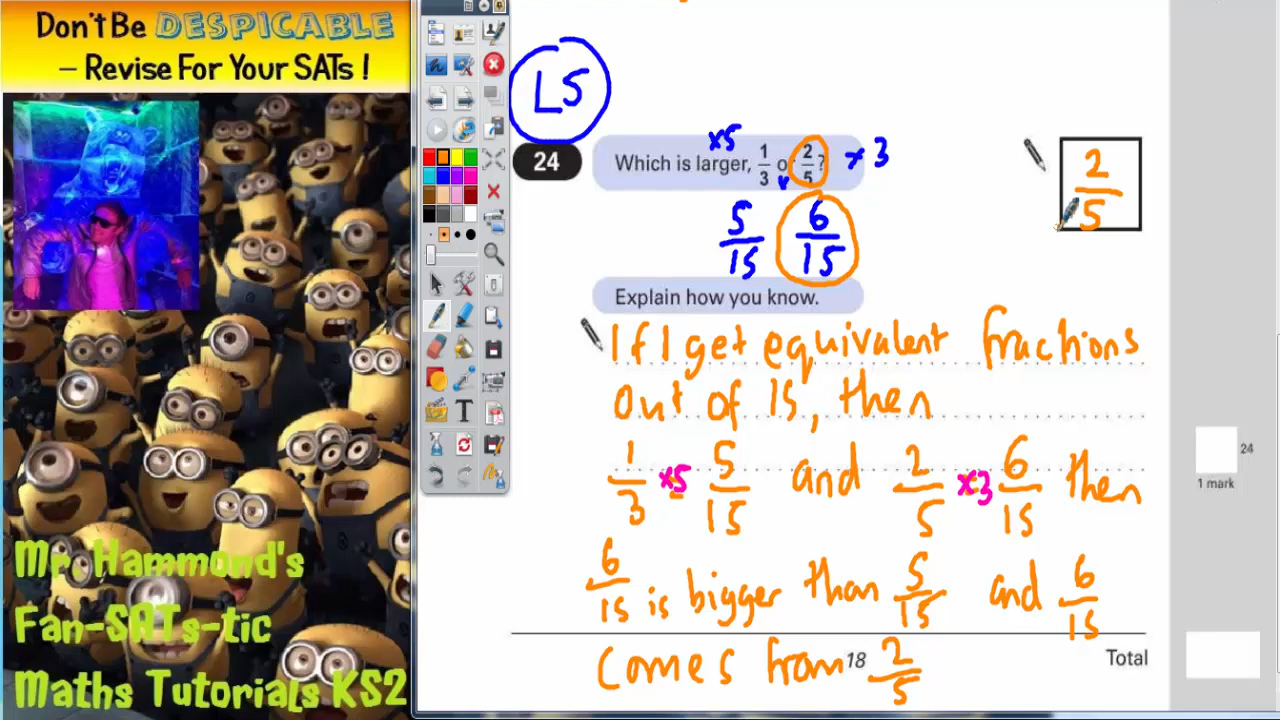 Don't Be DESPICABLE
– Revise For Your SATs !
Mr. Hammond's
Fan-SATs-tic
Maths Tutorials KS2
L5
24
×5
Which is larger, 1/3 or 2/5?
×3
5/15 6/15
2/5
Explain how you know.
If I get equivalent fractions
out of 15, then
1/3 ×5 5/15 and 2/5 ×3 6/15 then
6/15 is bigger than 5/15 and 6/15
comes from 2/5
24
1 mark
18
Total